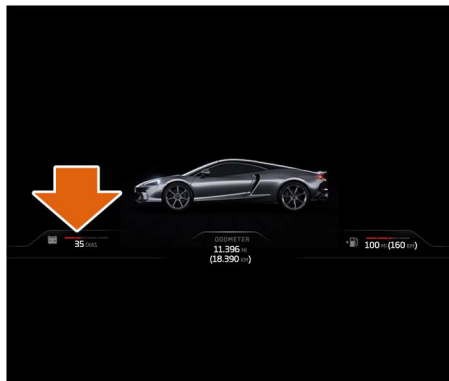 35 DIAS
ODOMETER
11.396 MI
(18.390 KM)
100 MI (160 KM)